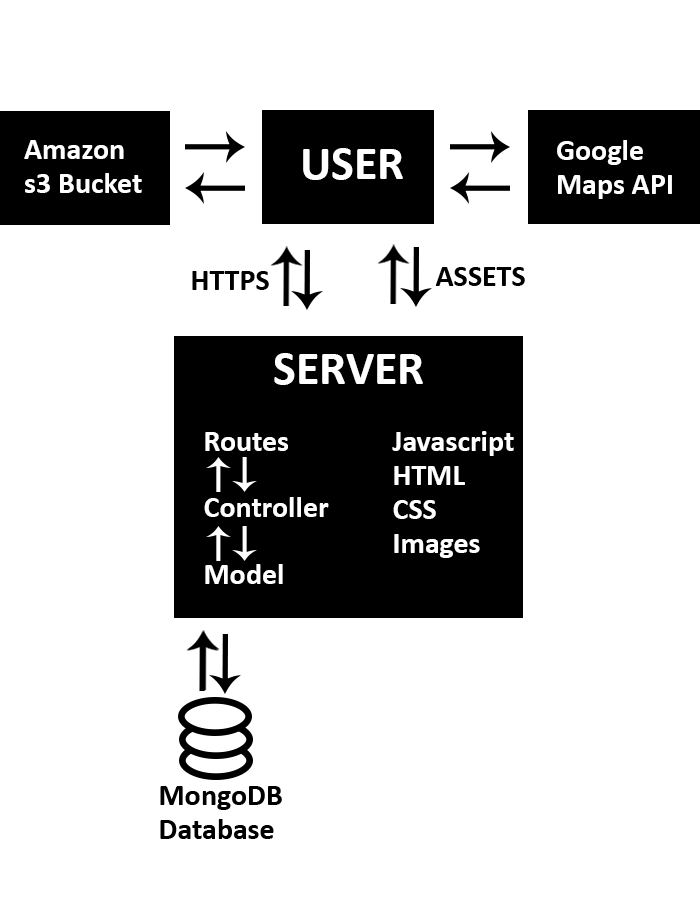 Amazon
s3 Bucket
USER
Google
Maps API
HTTPS
ASSETS
SERVER
Routes
Controller
Model
Javascript
HTML
CSS
Images
MongoDB
Database